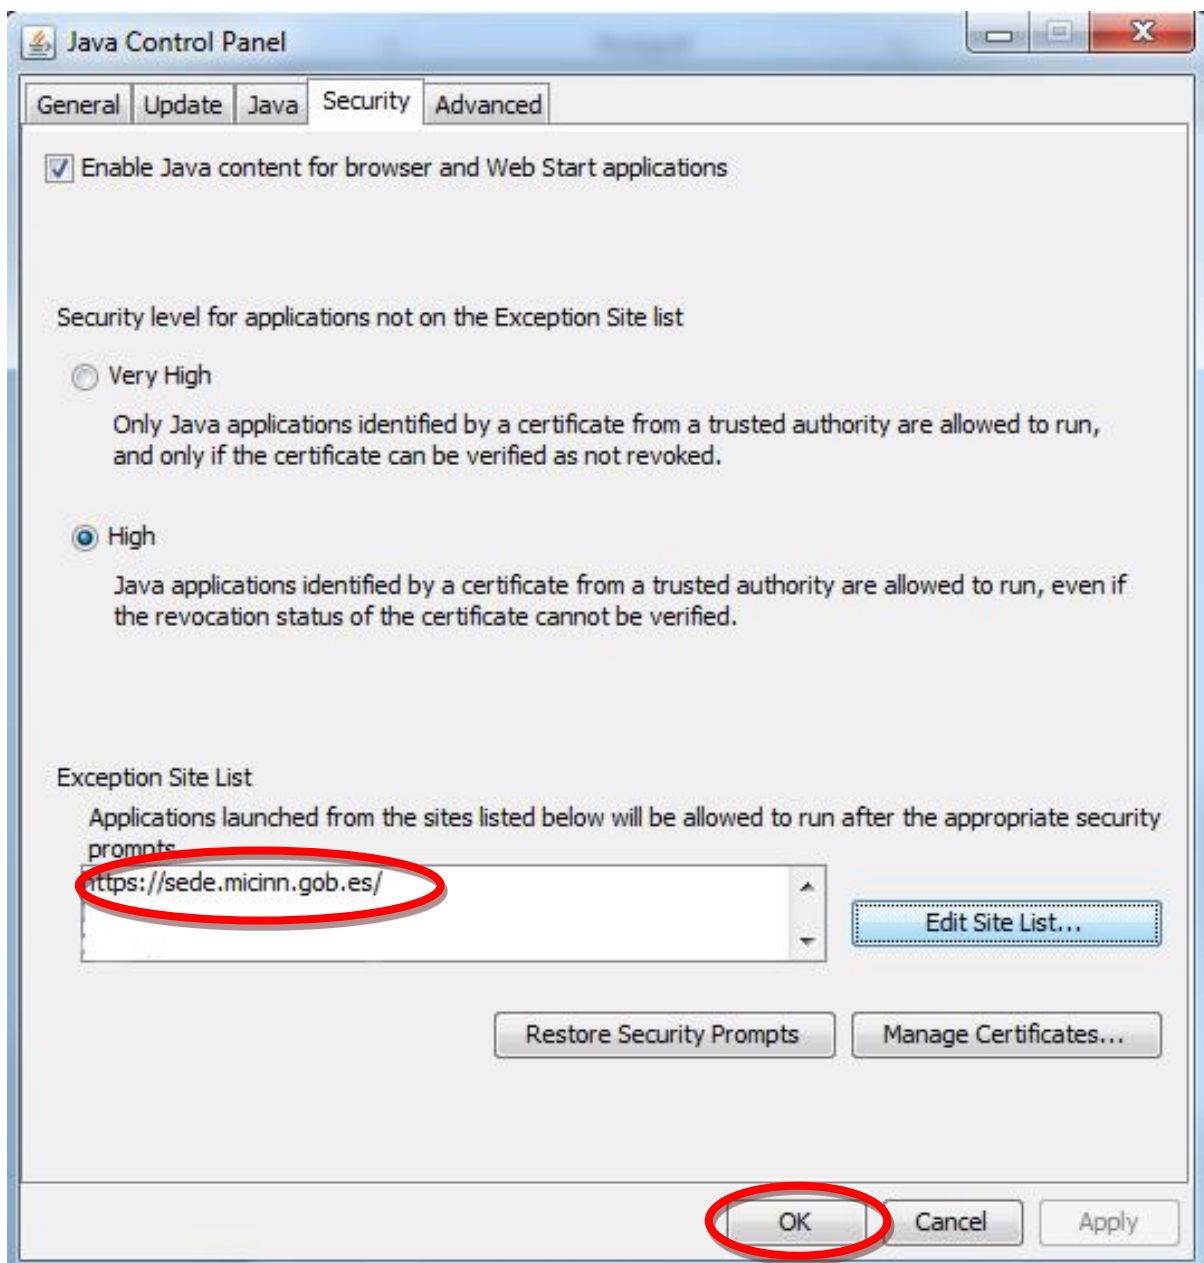 Java Control Panel
General Update Java Security Advanced
Enable Java content for browser and Web Start applications
Security level for applications not on the Exception Site list
Very High
Only Java applications identified by a certificate from a trusted authority are allowed to run,
and only if the certificate can be verified as not revoked.
High
Java applications identified by a certificate from a trusted authority are allowed to run, even if
the revocation status of the certificate cannot be verified.
Exception Site List
Applications launched from the sites listed below will be allowed to run after the appropriate security
prompts
https://sede.micinn.gob.es/
Edit Site List...
Restore Security Prompts Manage Certificates...
OK Cancel Apply